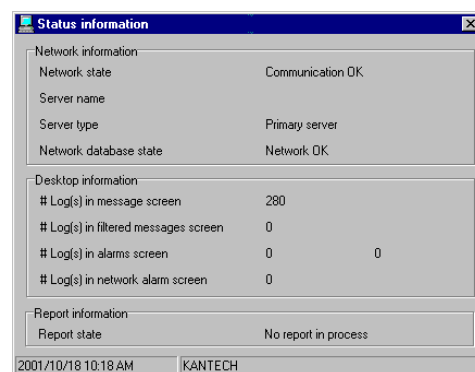 Status information
Network information
Network state Communication OK
Server name
Server type Primary server
Network database state Network OK
Desktop information
# Log(s) in message screen 280
# Log(s) in filtered messages screen 0
# Log(s) in alarms screen 0 0
# Log(s) in network alarm screen 0
Report information
Report state No report in process
2001/10/18 10:18 AM KANTECH